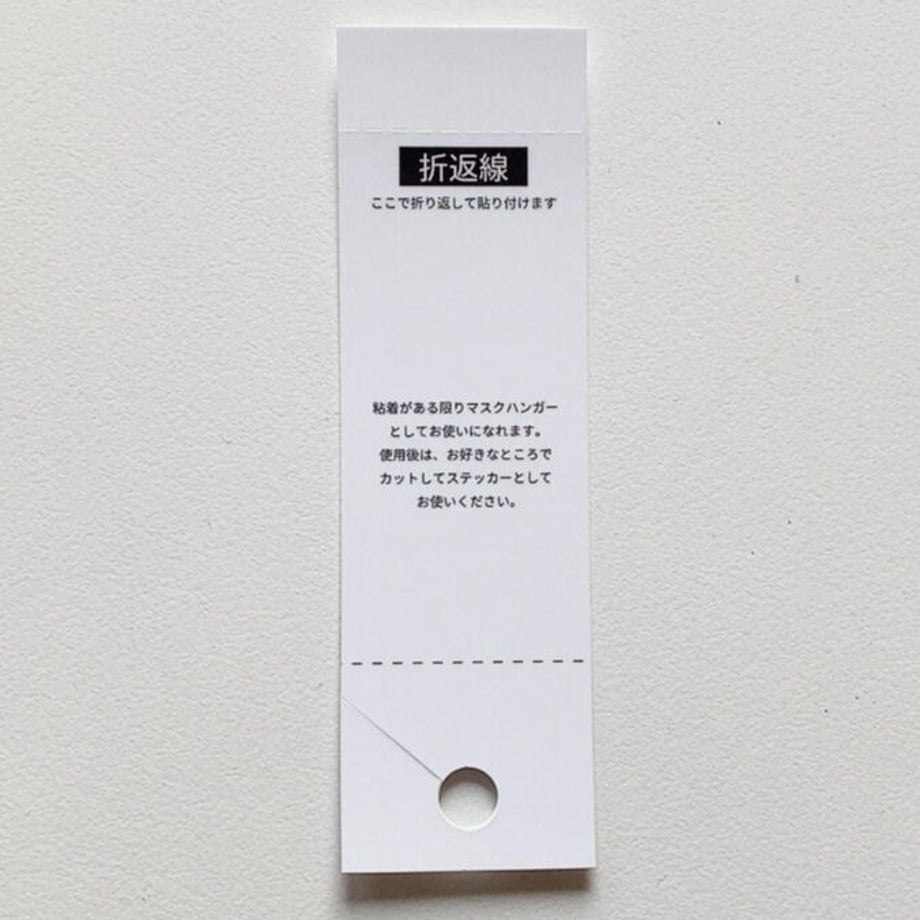 折返線
ここで折り返して貼り付けます
粘着がある限りマスクハンガー
としてお使いになれます。
使用後は、お好きなところで
カットしてステッカーとして
お使いください。